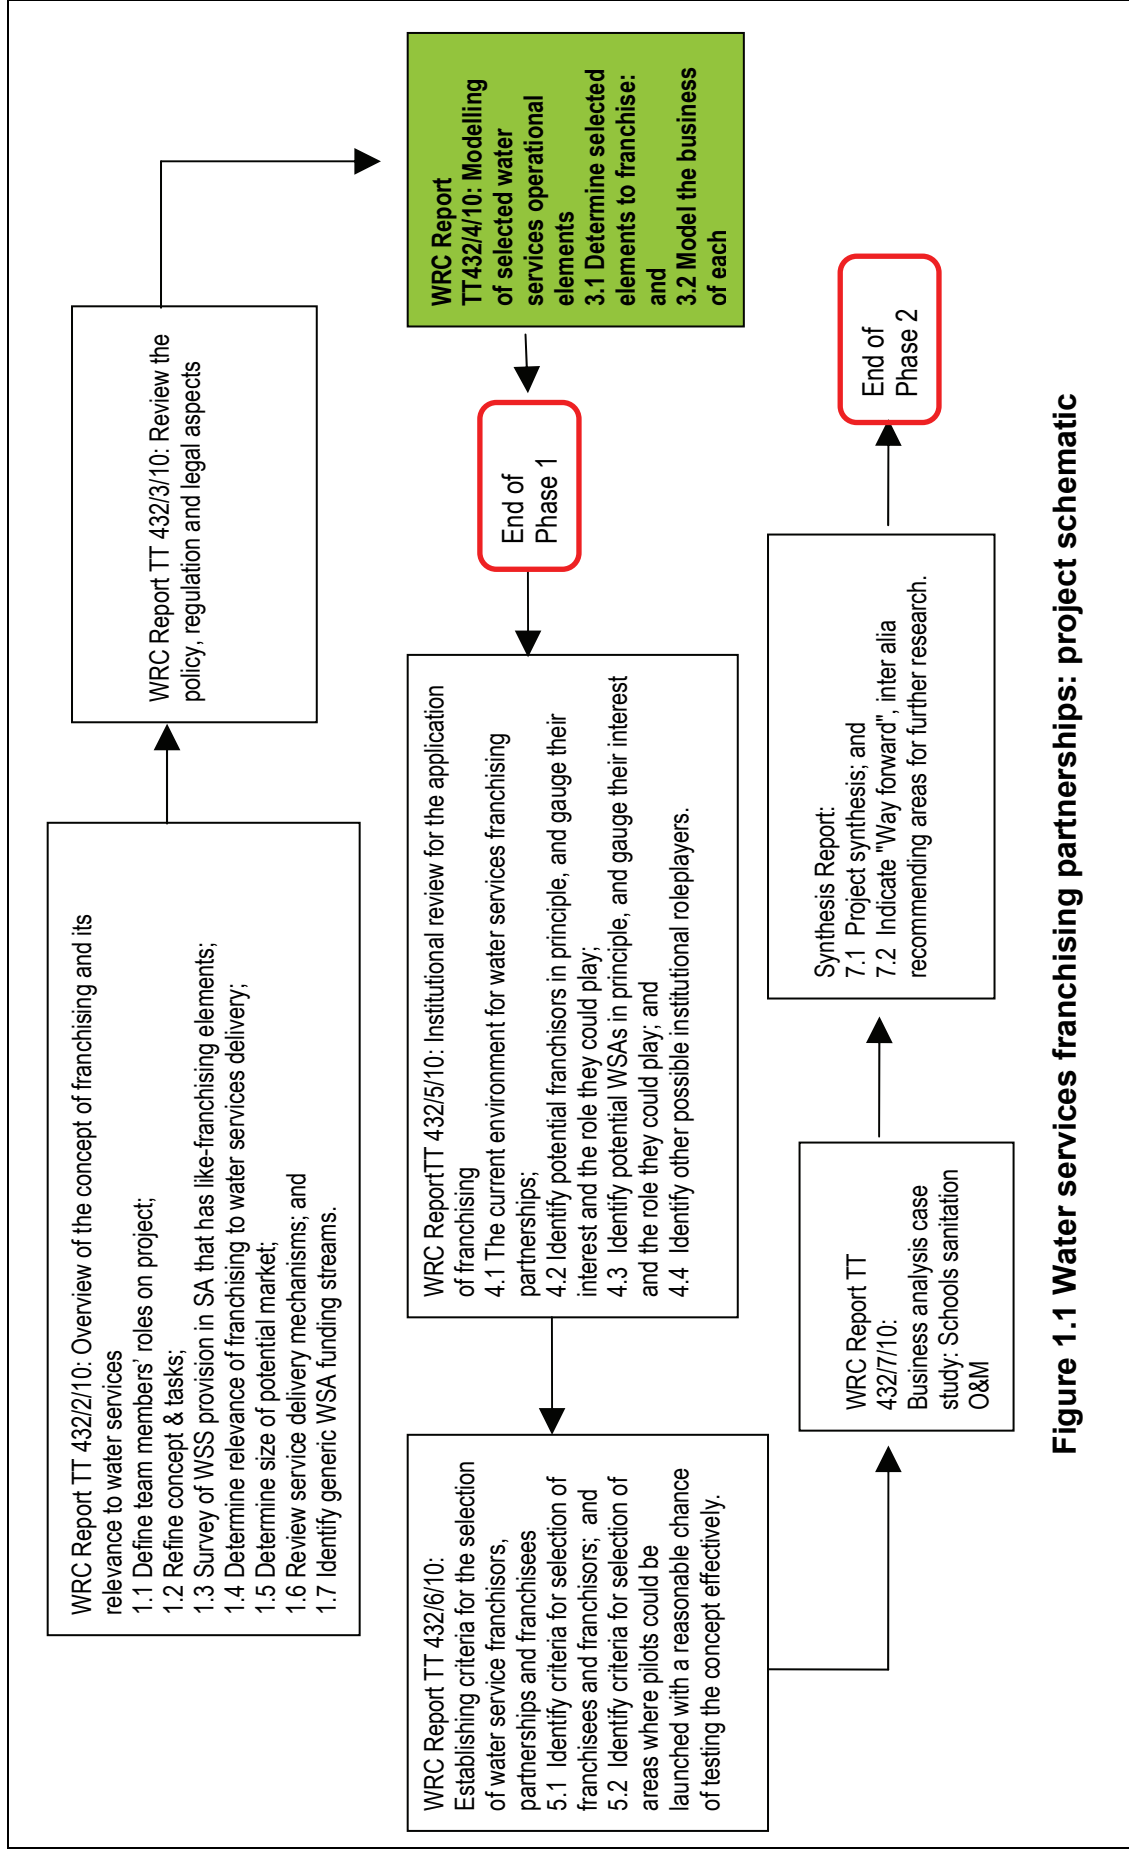 WRC Report TT 432/2/10: Overview of the concept of franchising and its
relevance to water services
1.1 Define team members’ roles on project;
1.2 Refine concept & tasks;
1.3 Survey of WSS provision in SA that has like-franchising elements;
1.4 Determine relevance of franchising to water services delivery;
1.5 Determine size of potential market;
1.6 Review service delivery mechanisms; and
1.7 Identify generic WSA funding streams.
WRC Report TT 432/3/10: Review the
policy, regulation and legal aspects
WRC Report
TT432/4/10: Modelling
of selected water
services operational
elements
3.1 Determine selected
elements to franchise:
and
3.2 Model the business
of each
End of
Phase 1
WRC ReportTT 432/5/10: Institutional review for the application
of franchising
4.1 The current environment for water services franchising
partnerships;
4.2 Identify potential franchisors in principle, and gauge their
interest and the role they could play;
4.3 Identify potential WSAs in principle, and gauge their interest
and the role they could play; and
4.4 Identify other possible institutional roleplayers.
WRC Report TT 432/6/10:
Establishing criteria for the selection
of water service franchisors,
partnerships and franchisees
5.1 Identify criteria for selection of
franchisees and franchisors; and
5.2 Identify criteria for selection of
areas where pilots could be
launched with a reasonable chance
of testing the concept effectively.
WRC Report TT
432/7/10:
Business analysis case
study: Schools sanitation
O&M
Synthesis Report:
7.1 Project synthesis; and
7.2 Indicate "Way forward", inter alia
recommending areas for further research.
End of
Phase 2
Figure 1.1 Water services franchising partnerships: project schematic